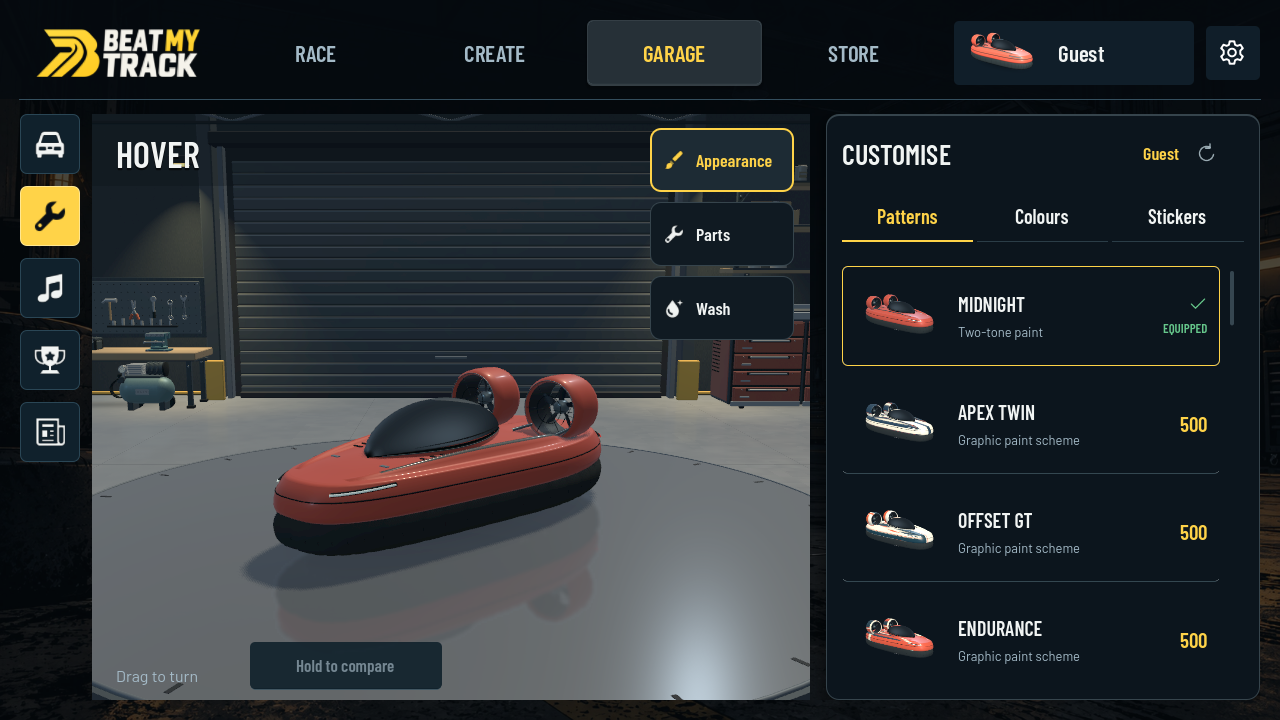 BEATMY
TRACK
RACE
CREATE
GARAGE
STORE
Guest
HOVER
Appearance
Parts
Wash
Hold to compare
Drag to turn
CUSTOMISE
Guest
Patterns
Colours
Stickers
MIDNIGHT
Two-tone paint
EQUIPPED
APEX TWIN
Graphic paint scheme
500
OFFSET GT
Graphic paint scheme
500
ENDURANCE
Graphic paint scheme
500